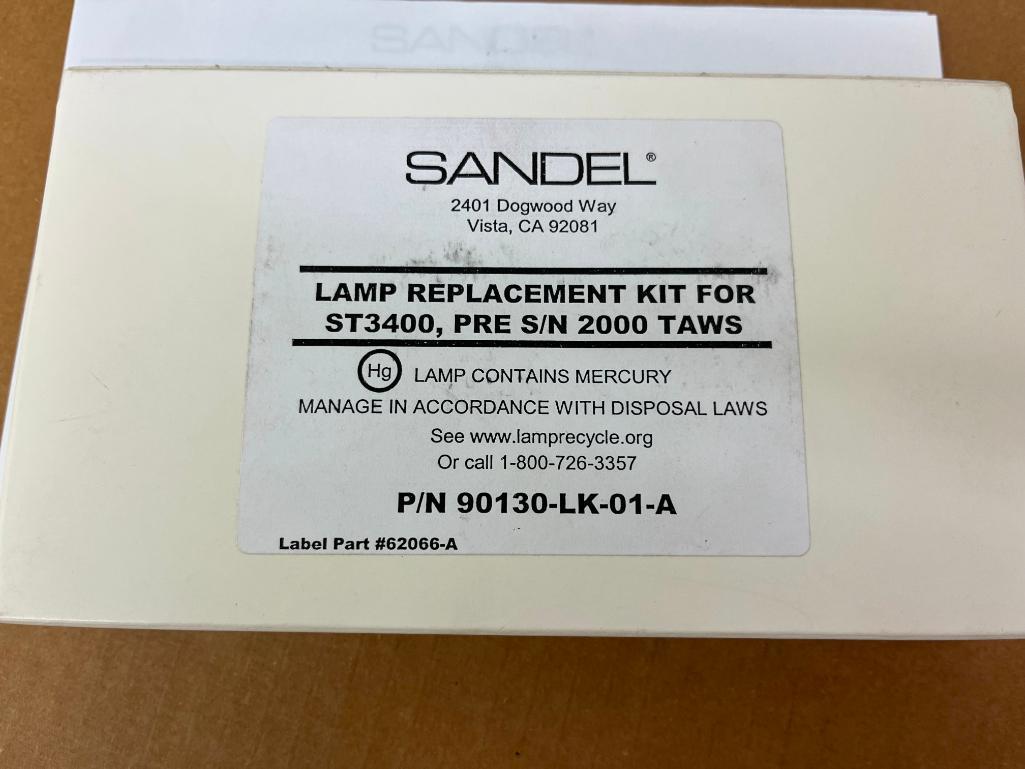 SANDEL
SANDEL®
2401 Dogwood Way
Vista, CA 92081
LAMP REPLACEMENT KIT FOR
ST3400, PRE S/N 2000 TAWS
Hg LAMP CONTAINS MERCURY
MANAGE IN ACCORDANCE WITH DISPOSAL LAWS
See www.lamprecycle.org
Or call 1-800-726-3357
P/N 90130-LK-01-A
Label Part #62066-A